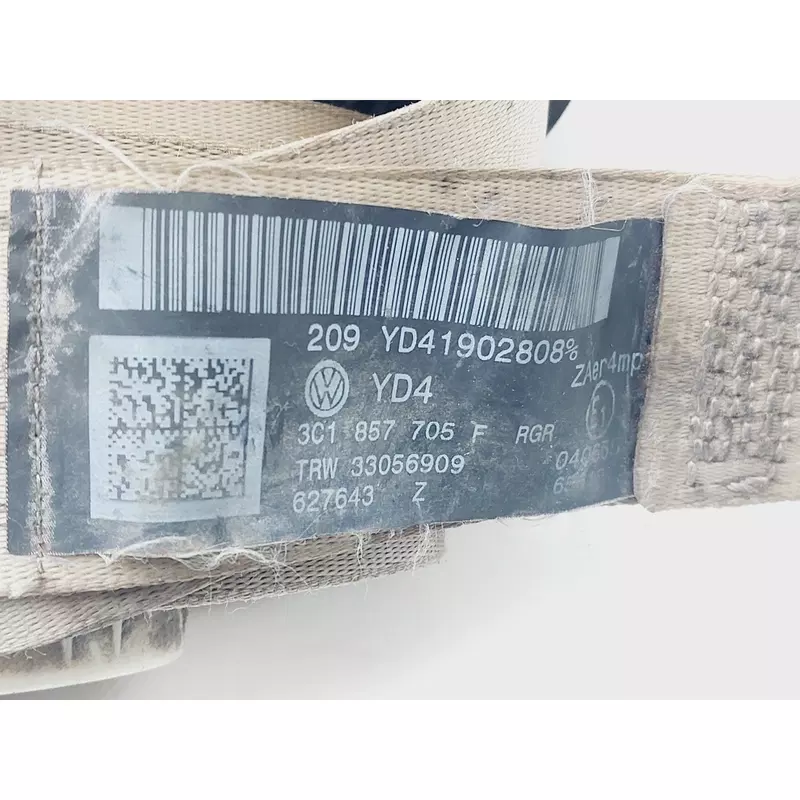 209 YD41902808%
ZAer4mp
YD4
3C1 857 705 F RGR
TRW 33056909
627643 Z